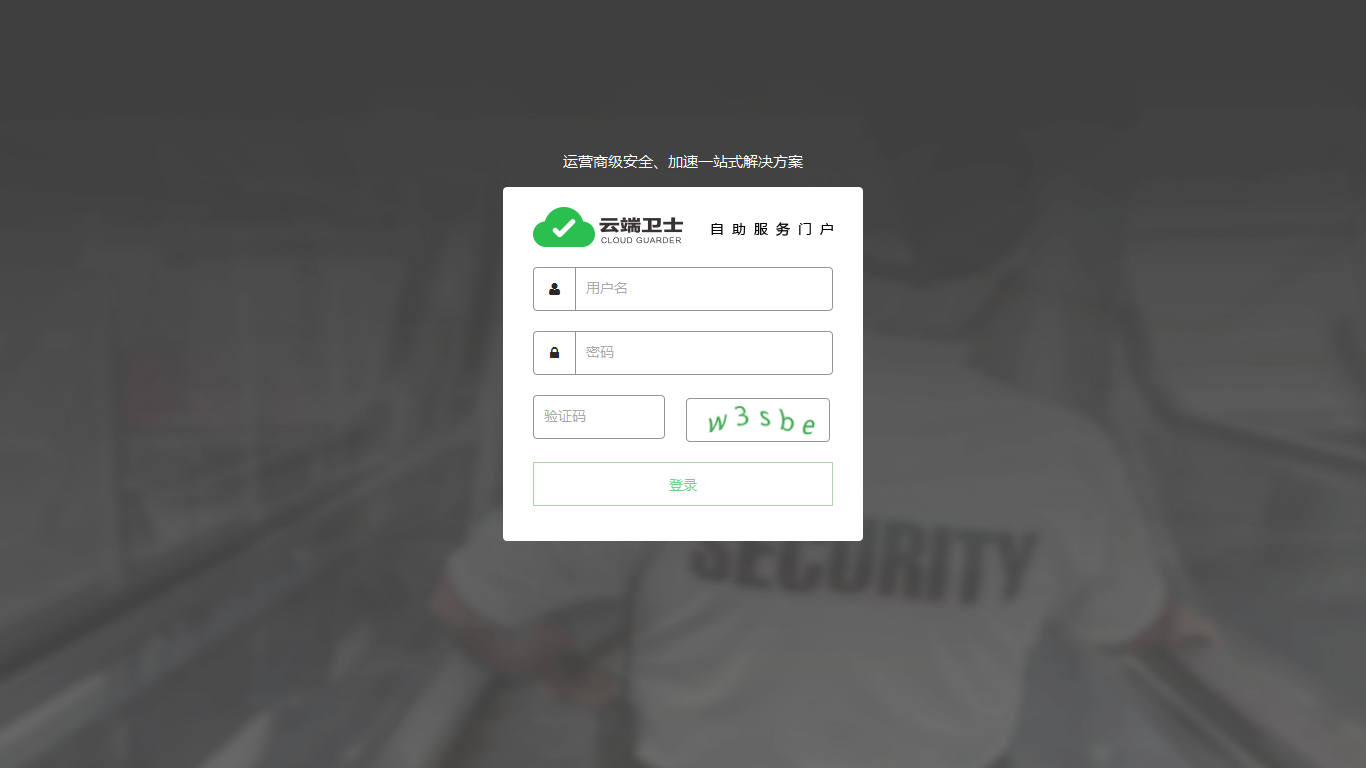 运营商级安全、加速一站式解决方案
云端卫士
CLOUD GUARDER
自助服务门户
用户名
密码
验证码
w3sbe
登录
SECURITY